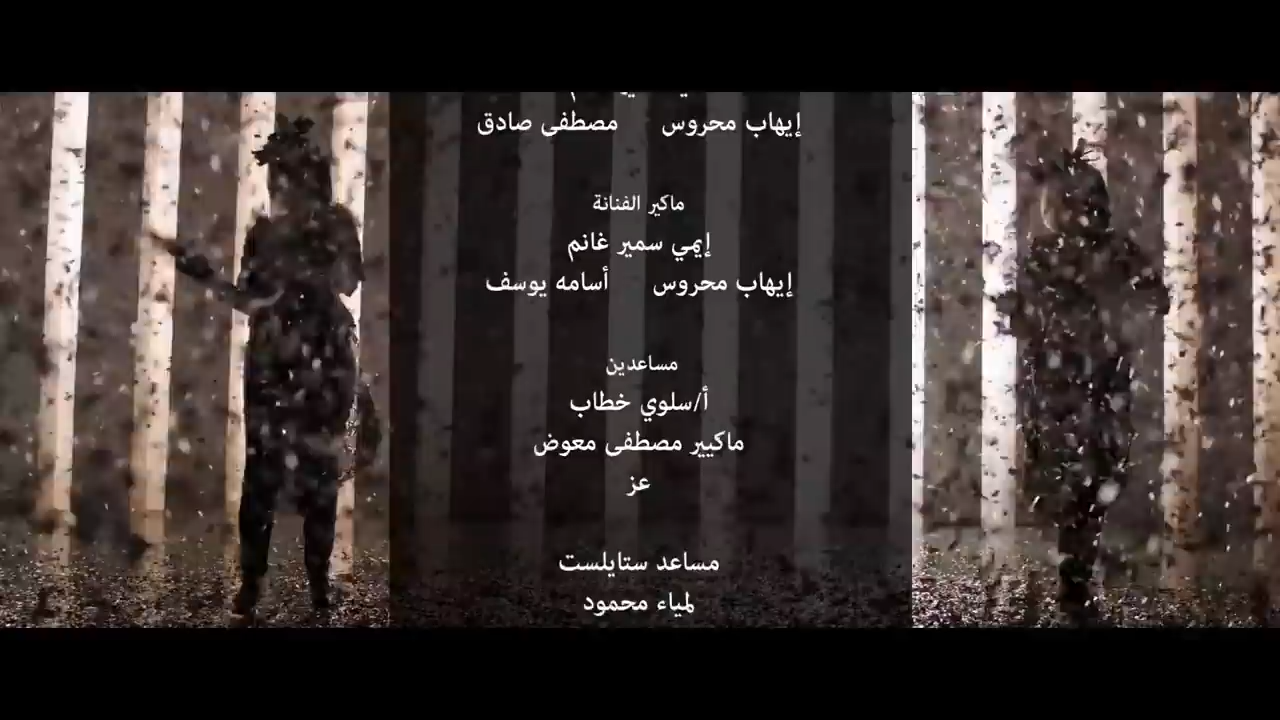 إيهاب محروس مصطفى صادق
ماكير الفنانة
إيمي سمير غانم
إيهاب محروس أسامه يوسف
مساعدين
أ/سلوي خطاب
ماكيير مصطفى معوض
عز
مساعد ستايلست
لمياء محمود